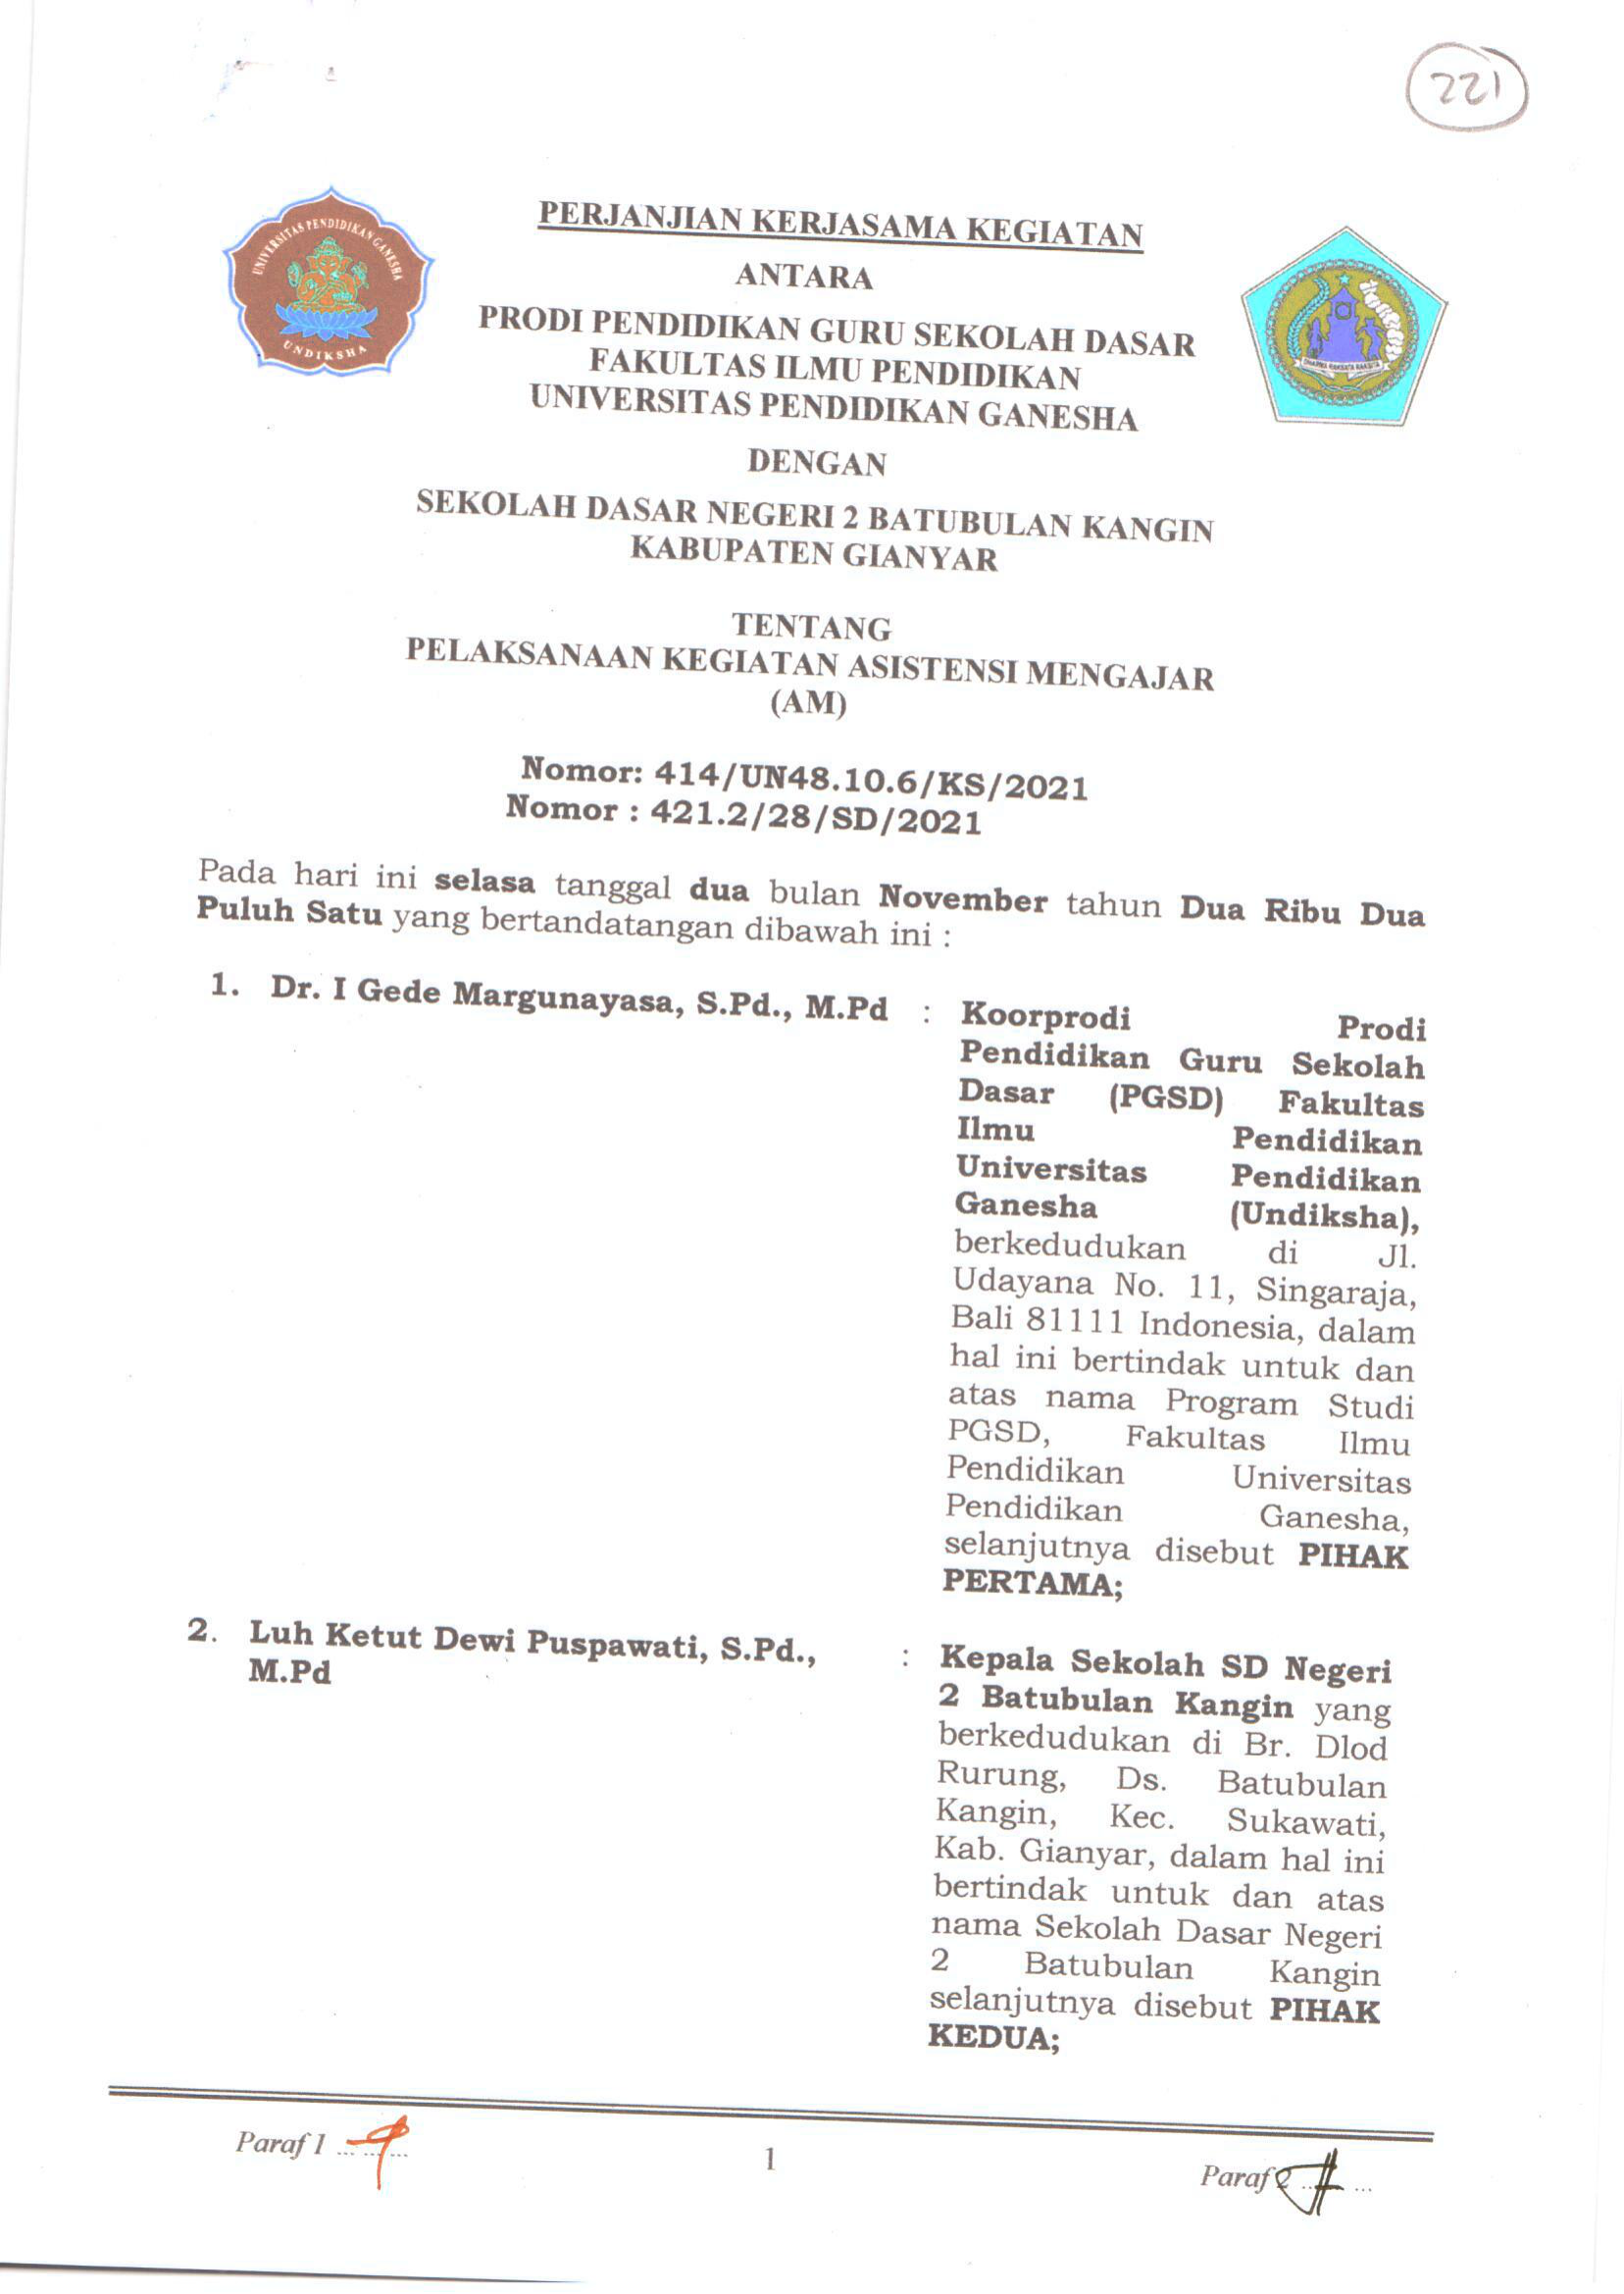 221
UNIVERSITAS PENDIDIKAN GANESHA
UNDIKSHA
DHARMA RAKSATA RAKSITA
PERJANJIAN KERJASAMA KEGIATAN
ANTARA
PRODI PENDIDIKAN GURU SEKOLAH DASAR
FAKULTAS ILMU PENDIDIKAN
UNIVERSITAS PENDIDIKAN GANESHA
DENGAN
SEKOLAH DASAR NEGERI 2 BATUBULAN KANGIN
KABUPATEN GIANYAR
TENTANG
PELAKSANAAN KEGIATAN ASISTENSI MENGAJAR
(AM)
Nomor: 414/UN48.10.6/KS/2021
Nomor : 421.2/28/SD/2021
Pada hari ini selasa tanggal dua bulan November tahun Dua Ribu Dua
Puluh Satu yang bertandatangan dibawah ini :
1. Dr. I Gede Margunayasa, S.Pd., M.Pd : Koorprodi Prodi
Pendidikan Guru Sekolah
Dasar (PGSD) Fakultas
Ilmu Pendidikan
Universitas Pendidikan
Ganesha (Undiksha),
berkedudukan di Jl.
Udayana No. 11, Singaraja,
Bali 81111 Indonesia, dalam
hal ini bertindak untuk dan
atas nama Program Studi
PGSD, Fakultas Ilmu
Pendidikan Universitas
Pendidikan Ganesha,
selanjutnya disebut PIHAK
PERTAMA;
2. Luh Ketut Dewi Puspawati, S.Pd., : Kepala Sekolah SD Negeri
M.Pd 2 Batubulan Kangin yang
berkedudukan di Br. Dlod
Rurung, Ds. Batubulan
Kangin, Kec. Sukawati,
Kab. Gianyar, dalam hal ini
bertindak untuk dan atas
nama Sekolah Dasar Negeri
2 Batubulan Kangin
selanjutnya disebut PIHAK
KEDUA;
Paraf 1 .........
1
Paraf 2 .........